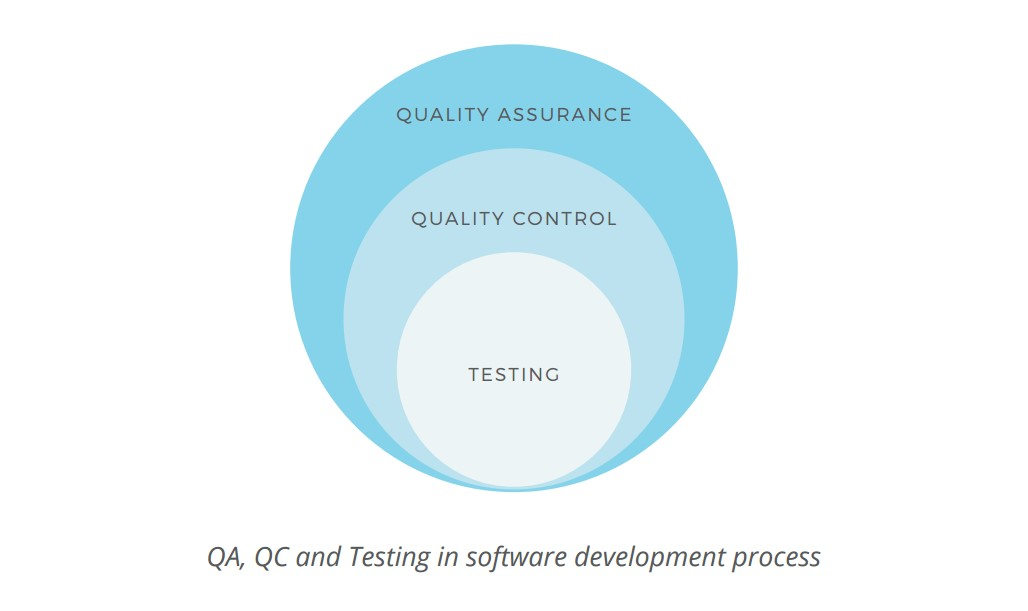 QUALITY ASSURANCE
QUALITY CONTROL
TESTING
QA, QC and Testing in software development process